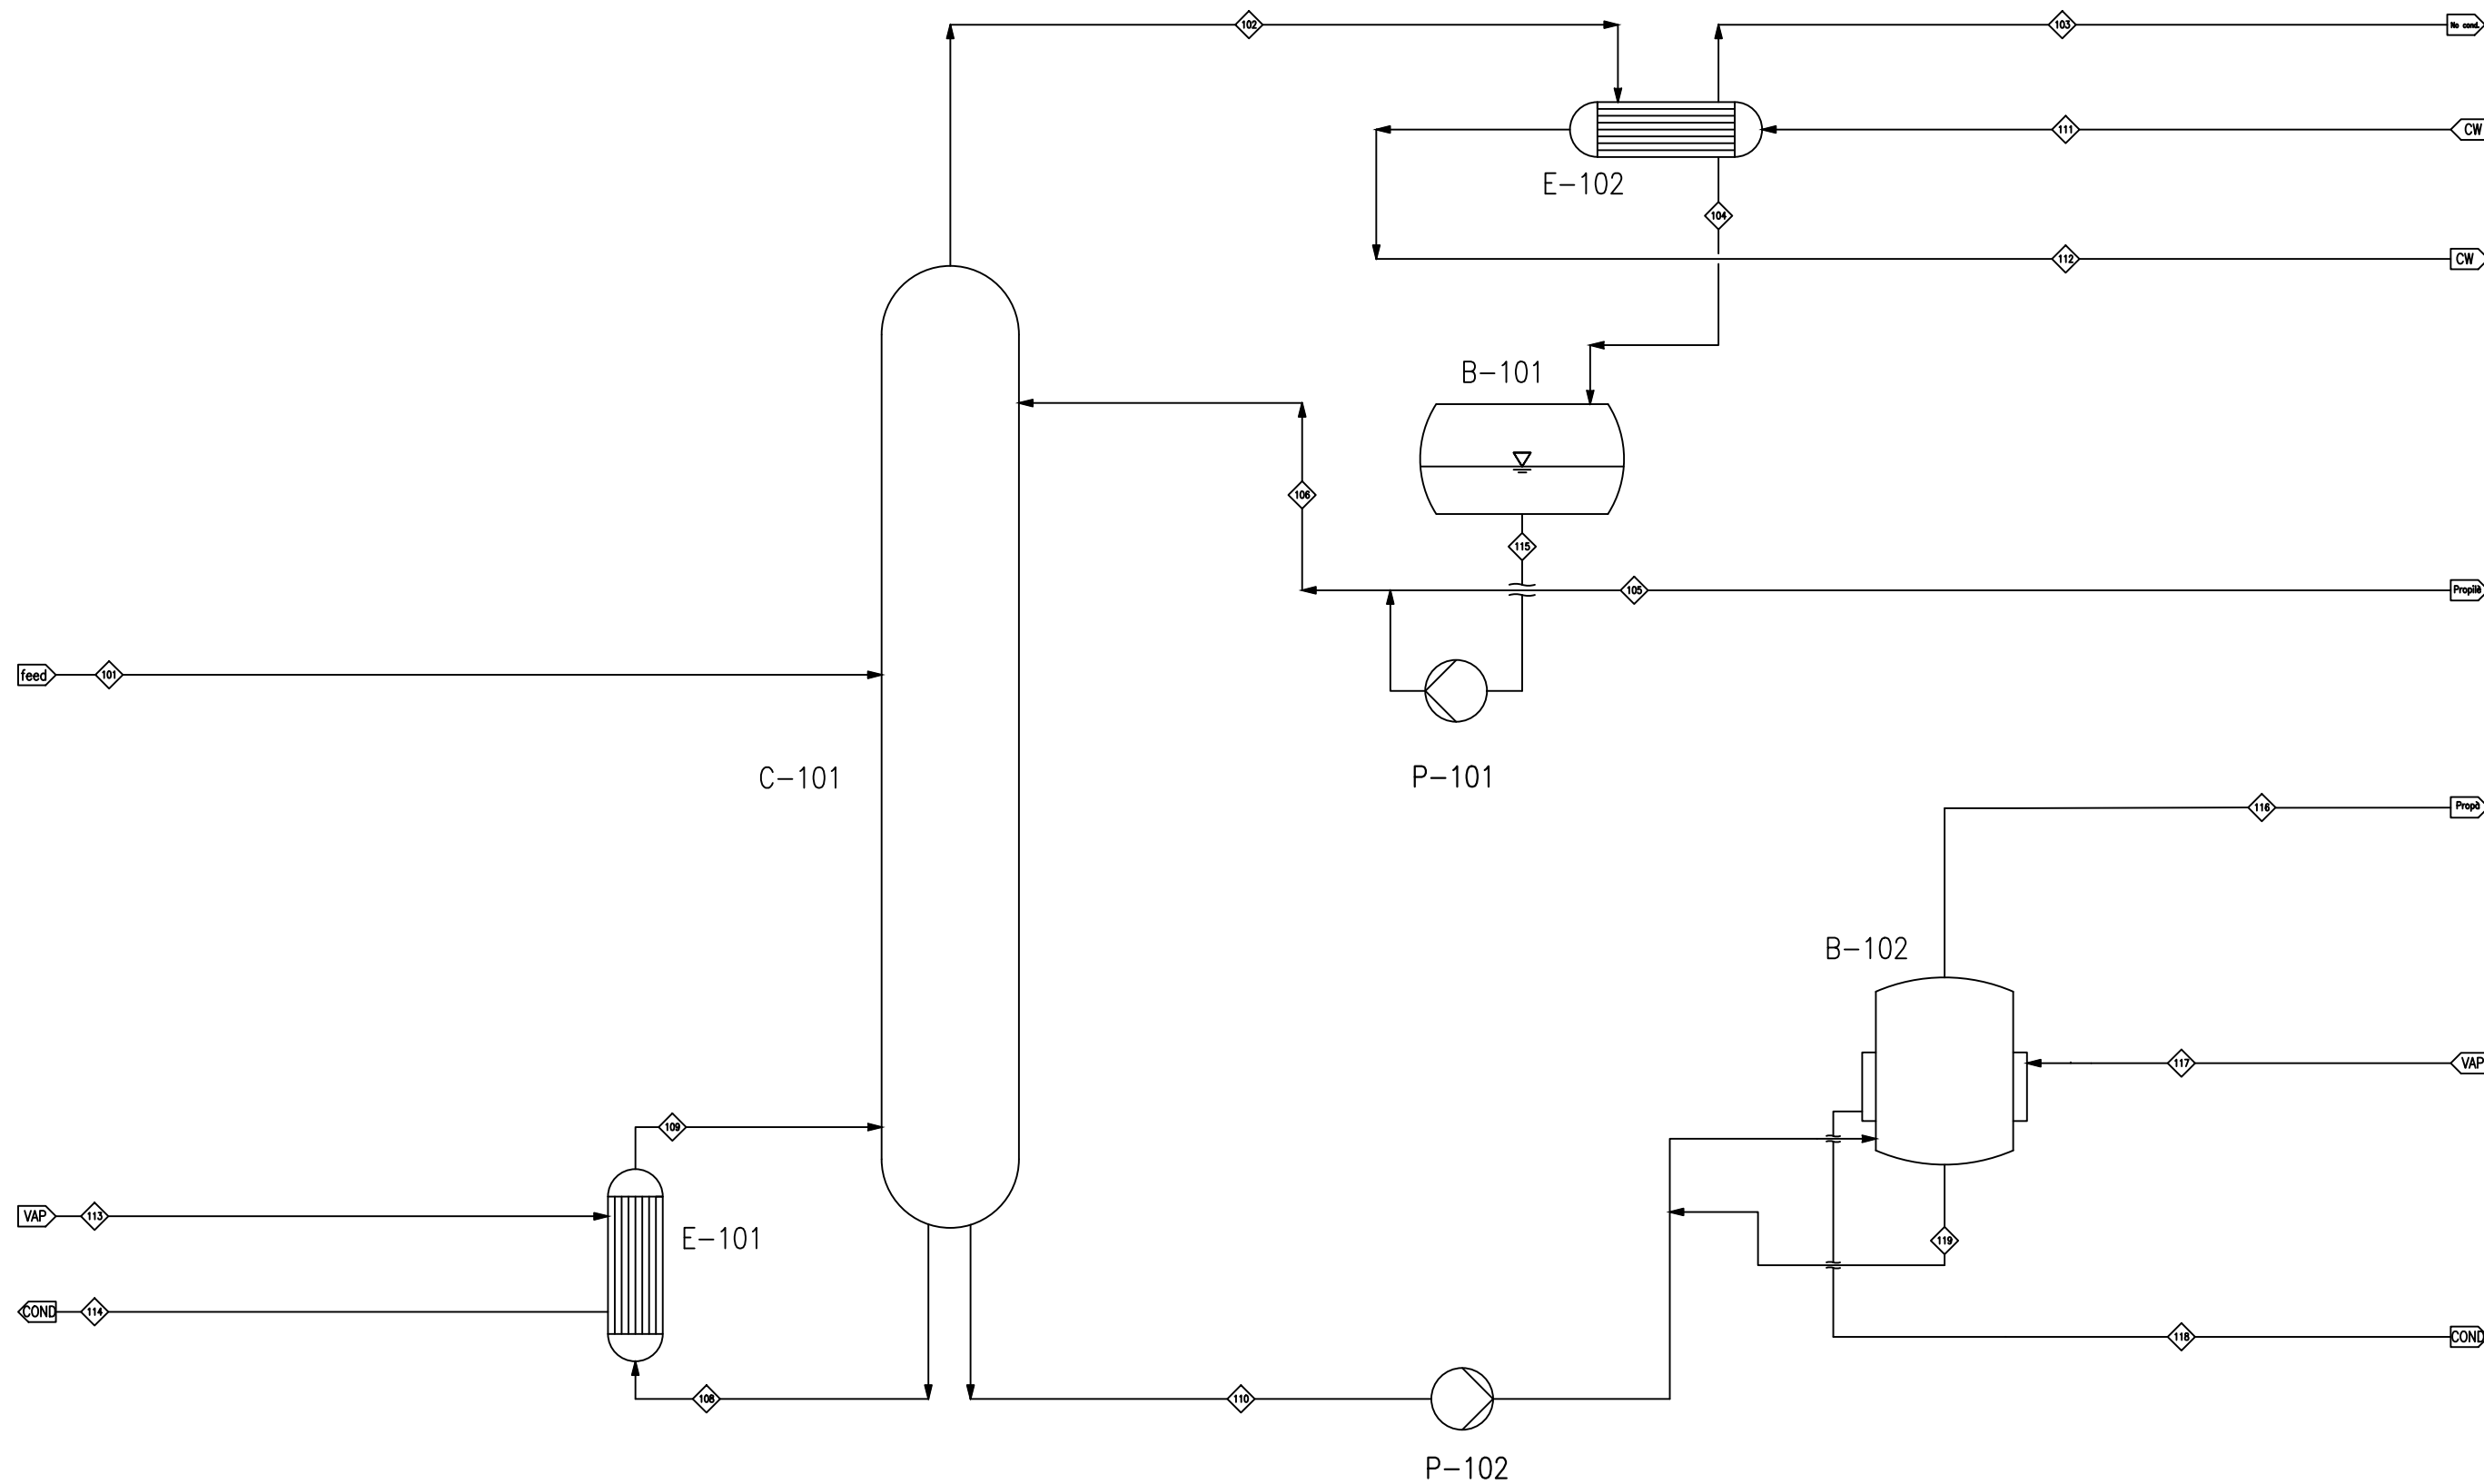 102
103
No cond.
111
CW
E-102
104
112
CW
B-101
106
115
105
Propilè
feed
101
C-101
P-101
116
Propà
B-102
117
VAP
109
VAP
113
E-101
119
COND
114
118
COND
108
110
P-102